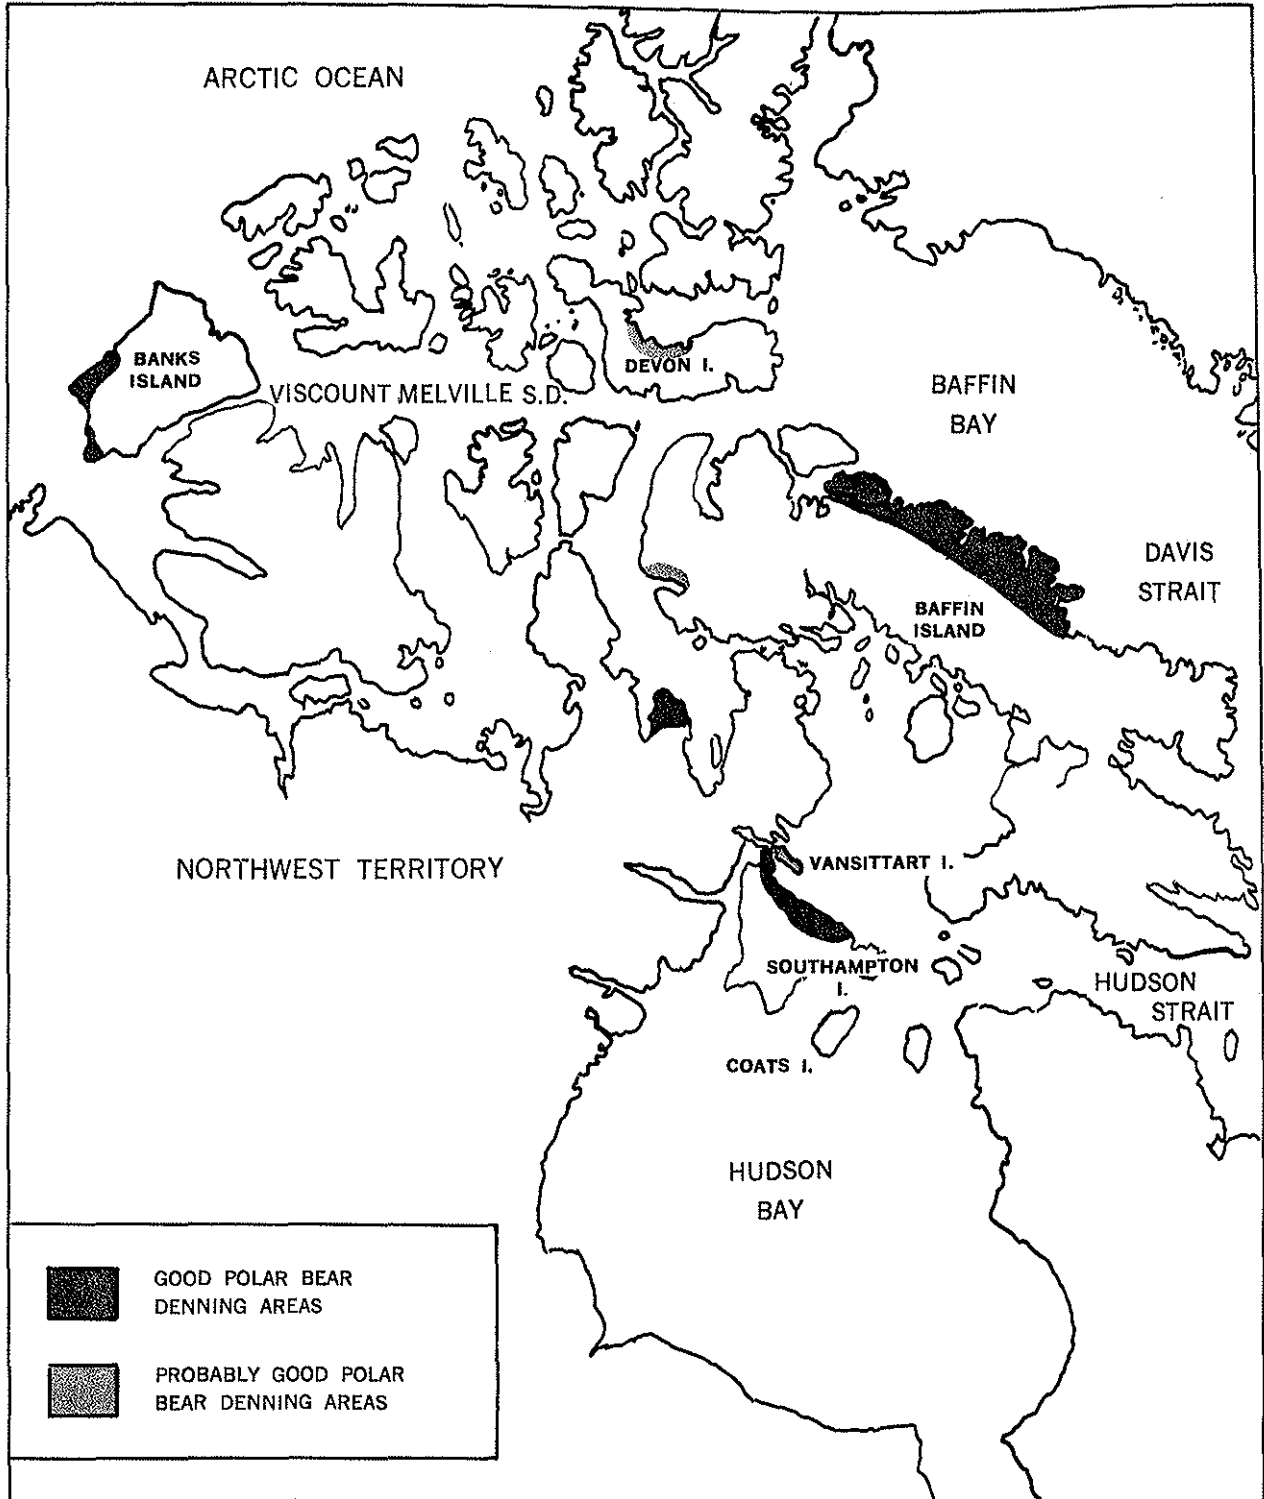 ARCTIC OCEAN
BANKS
ISLAND
VISCOUNT MELVILLE S.D.
DEVON I.
BAFFIN
BAY
DAVIS
STRAIT
BAFFIN
ISLAND
NORTHWEST TERRITORY
VANSITTART I.
SOUTHAMPTON
I.
HUDSON
STRAIT
COATS I.
HUDSON
BAY
GOOD POLAR BEAR
DENNING AREAS
PROBABLY GOOD POLAR
BEAR DENNING AREAS